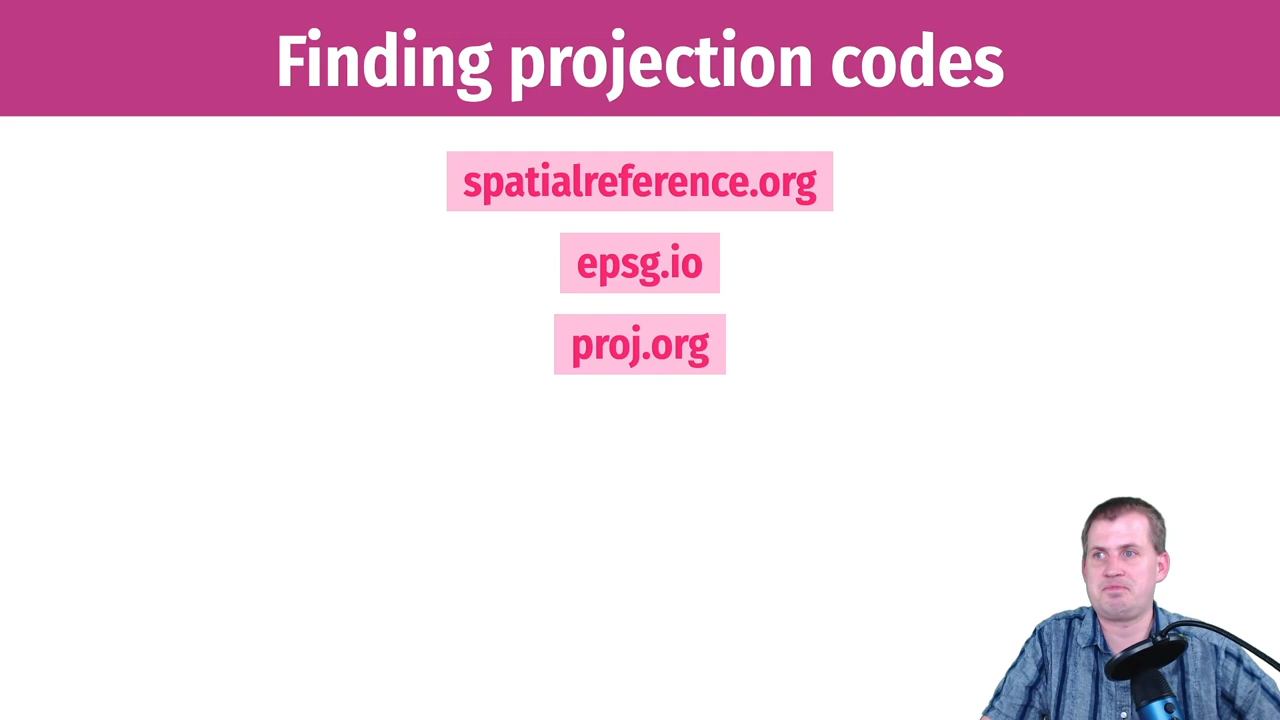 Finding projection codes
spatialreference.org
epsg.io
proj.org